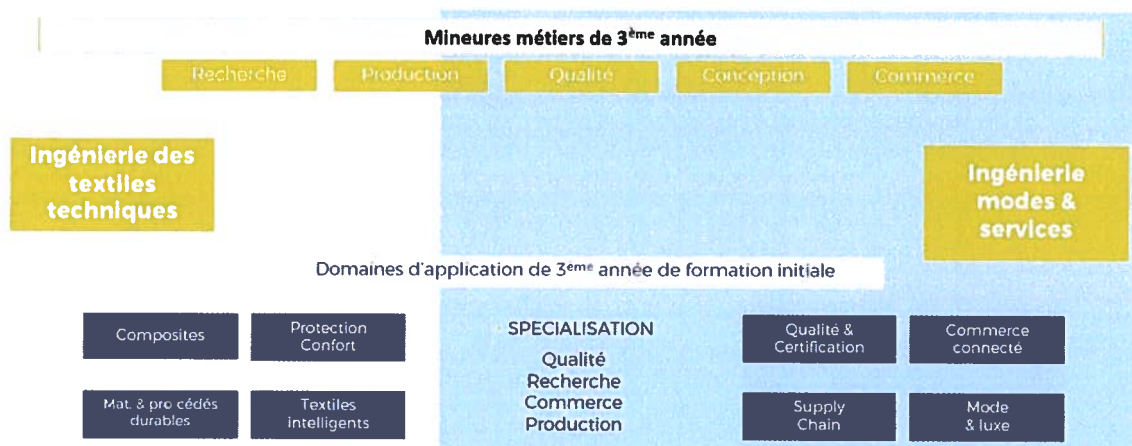 Mineures métiers de 3ème année
Recherche
Production
Qualité
Conception
Commerce
Ingénierie des
textiles
techniques
Ingénierie
modes &
services
Domaines d'application de 3eme année de formation initiale
Composites
Protection
Confort
SPECIALISATION
Qualité
Recherche
Commerce
Production
Qualité &
Certification
Commerce
connecté
Mat. & pro cédés
durables
Textiles
intelligents
Supply
Chain
Mode
& luxe